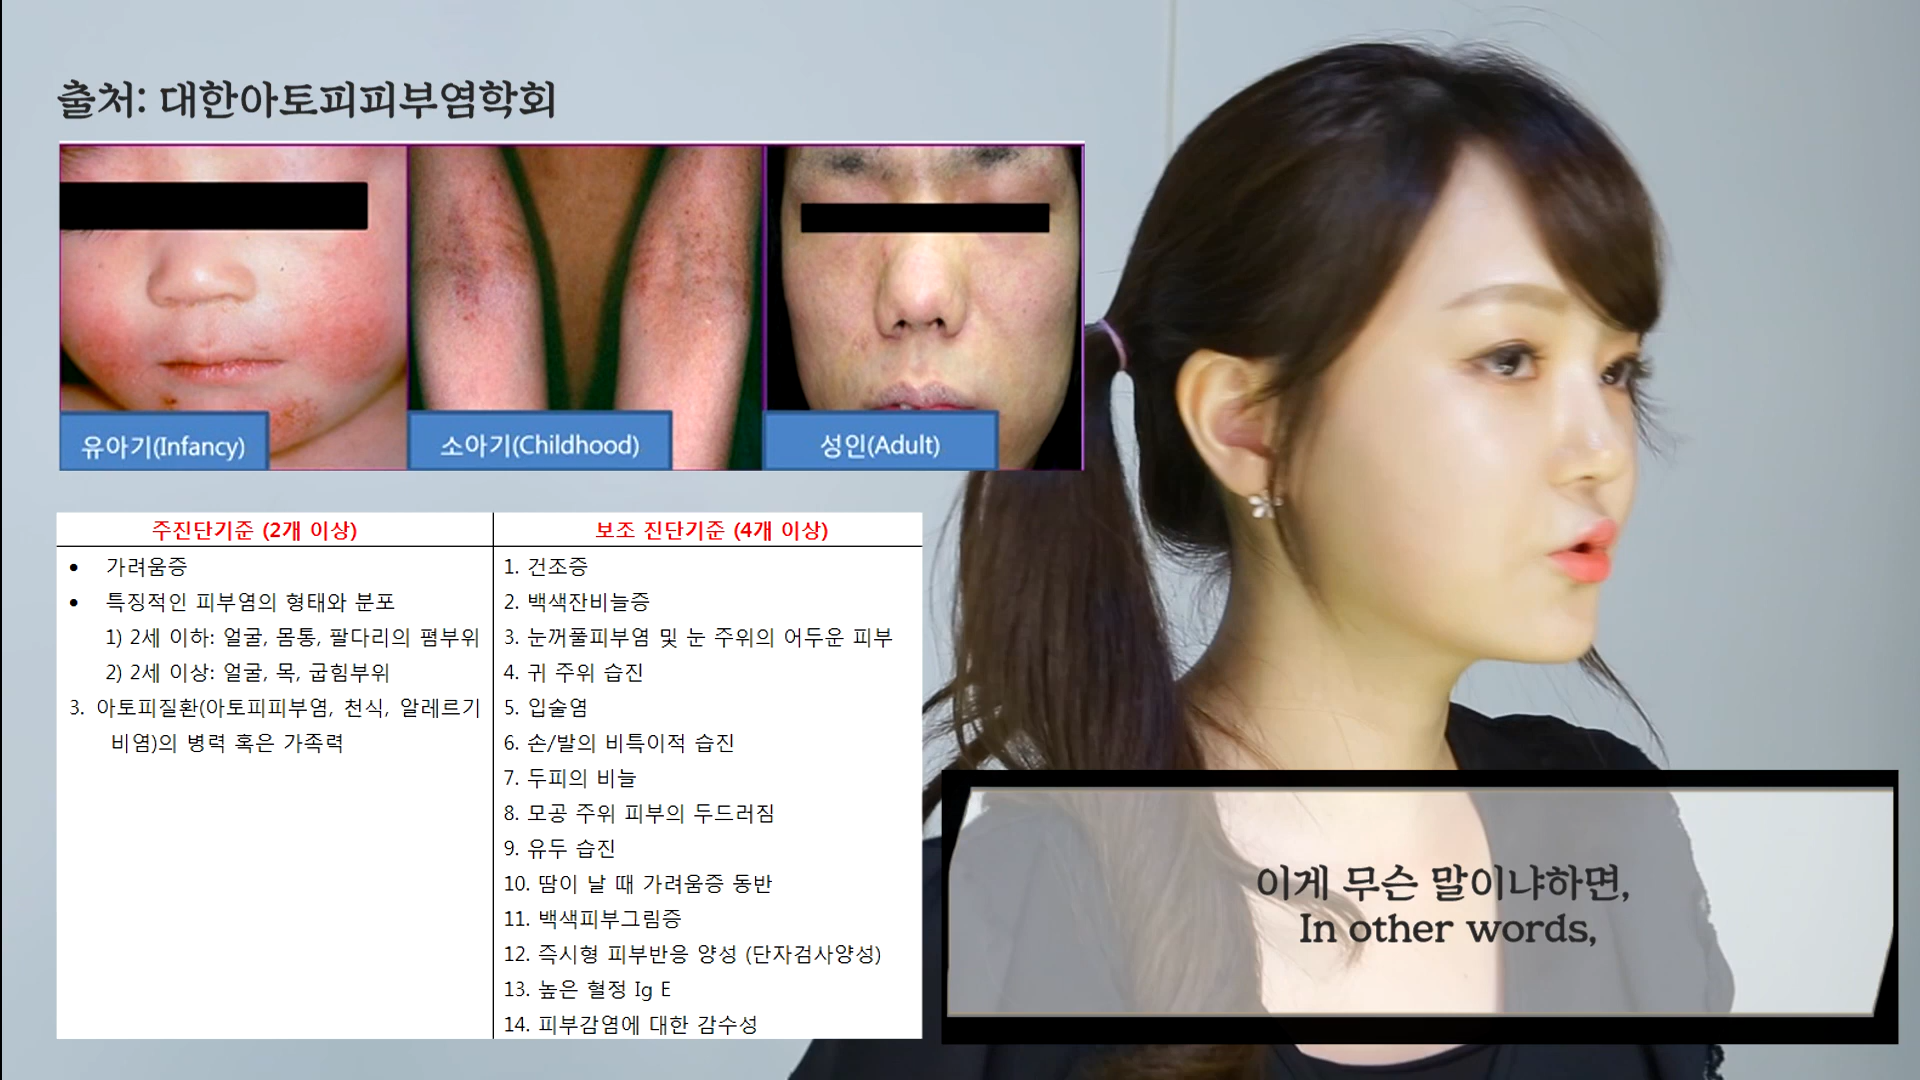 출처: 대한아토피피부염학회
유아기(Infancy)
소아기(Childhood)
성인(Adult)
주진단기준 (2개 이상)
• 가려움증
• 특징적인 피부염의 형태와 분포
1) 2세 이하: 얼굴, 몸통, 팔다리의 폄부위
2) 2세 이상: 얼굴, 목, 굽힘부위
3. 아토피질환(아토피피부염, 천식, 알레르기
비염)의 병력 혹은 가족력
보조 진단기준 (4개 이상)
1. 건조증
2. 백색잔비늘증
3. 눈꺼풀피부염 및 눈 주위의 어두운 피부
4. 귀 주위 습진
5. 입술염
6. 손/발의 비특이적 습진
7. 두피의 비늘
8. 모공 주위 피부의 두드러짐
9. 유두 습진
10. 땀이 날 때 가려움증 동반
11. 백색피부그림증
12. 즉시형 피부반응 양성 (단자검사양성)
13. 높은 혈정 Ig E
14. 피부감염에 대한 감수성
이게 무슨 말이냐하면,
In other words,